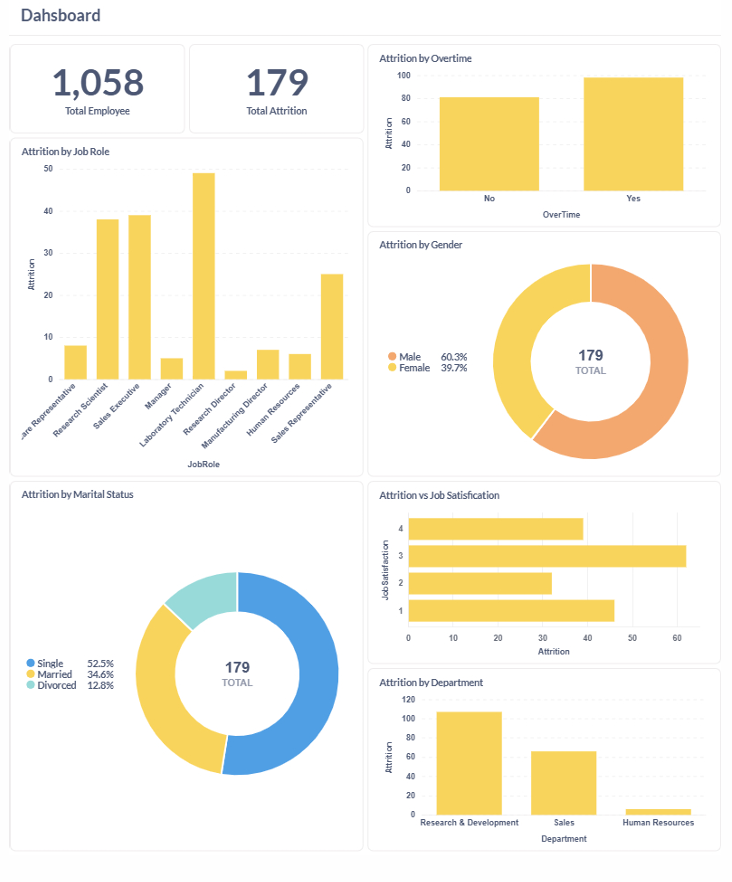 Dahsboard
1,058
Total Employee
179
Total Attrition
Attrition by Job Role
50
40
30
20
10
0
Attrition
are Representative
Research Scientist
Sales Executive
Manager
Laboratory Technician
Research Director
Manufacturing Director
Human Resources
Sales Representative
JobRole
Attrition by Overtime
100
80
60
40
20
0
Attrition
No Yes
OverTime
Attrition by Gender
Male 60.3%
Female 39.7%
179
TOTAL
Attrition by Marital Status
Single 52.5%
Married 34.6%
Divorced 12.8%
179
TOTAL
Attrition vs Job Satisfication
4
3
2
1
Job Satisfaction
0 10 20 30 40 50 60
Attrition
Attrition by Department
120
100
80
60
40
20
0
Attrition
Research & Development Sales Human Resources
Department